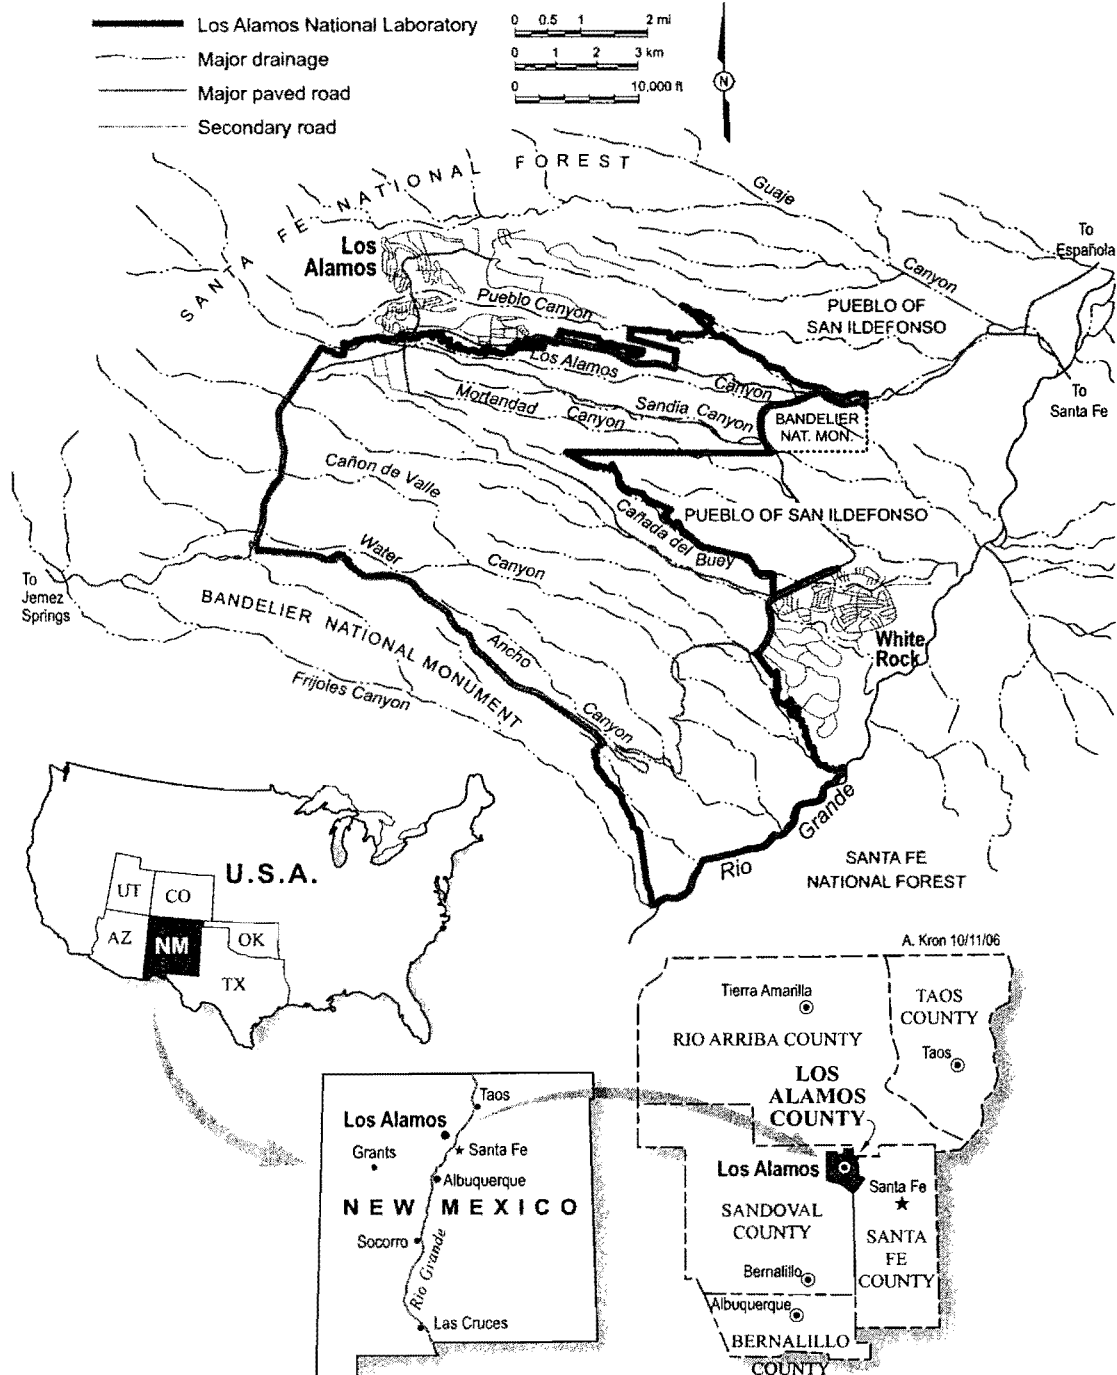 Los Alamos National Laboratory
Major drainage
Major paved road
Secondary road
0 0.5 1 2 mi
0 1 2 3 km
0 10,000 ft
N
SANTA FE NATIONAL FOREST
Guaje
Canyon
To
Española
Los
Alamos
Pueblo Canyon
PUEBLO OF
SAN ILDEFONSO
Los Alamos
Canyon
To
Santa Fe
Mortandad Canyon
Sandia Canyon
BANDELIER
NAT. MON.
Cañon de Valle
PUEBLO OF SAN ILDEFONSO
Cañada del Buey
Water
Canyon
To
Jemez
Springs
BANDELIER NATIONAL MONUMENT
Ancho
Canyon
White
Rock
Frijoles Canyon
Rio Grande
SANTA FE
NATIONAL FOREST
A. Kron 10/11/06
U.S.A.
UT
CO
AZ
NM
OK
TX
Taos
Los Alamos
Santa Fe
Grants
Albuquerque
NEW MEXICO
Socorro
Rio Grande
Las Cruces
Tierra Amarilla
TAOS
COUNTY
RIO ARRIBA COUNTY
Taos
LOS
ALAMOS
COUNTY
Los Alamos
Santa Fe
SANDOVAL
COUNTY
SANTA
FE
COUNTY
Bernalillo
Albuquerque
BERNALILLO
COUNTY